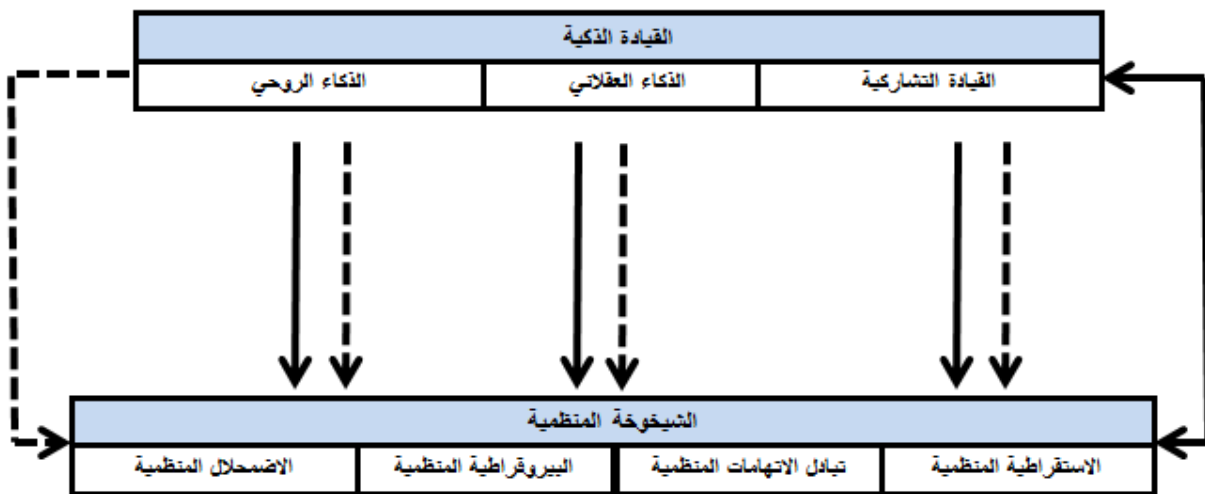 القيادة الذكية
القيادة التشاركية
الذكاء العقلاني
الذكاء الروحي
الشيخوخة المنظمية
الاستقراطية المنظمية
تبادل الاتهامات المنظمية
البيروقراطية المنظمية
الاضمحلال المنظمية